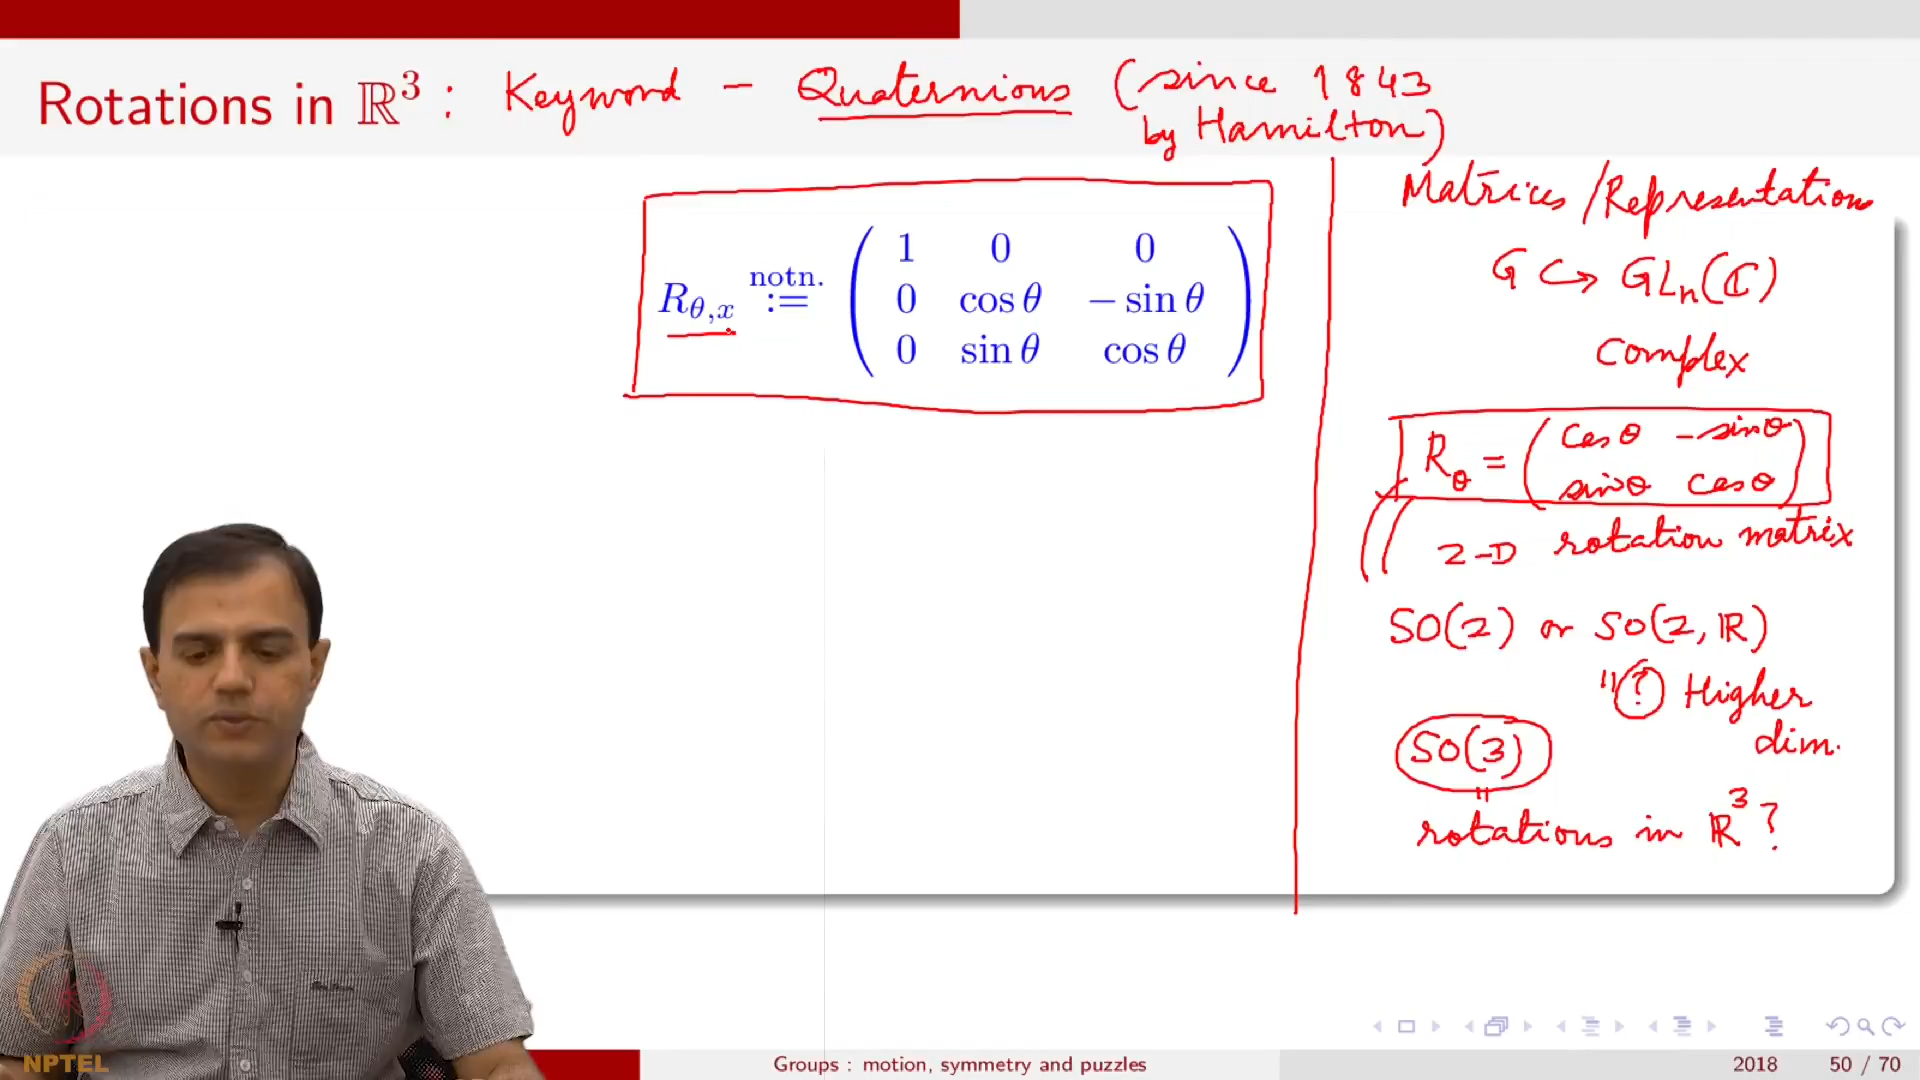 Rotations in ℝ³ : Keyword – Quaternions (since 1843
by Hamilton)
R_{θ,x} notn. := ( 1 0 0
0 cos θ − sin θ
0 sin θ cos θ )
Matrices / Representations
G ↪ GLₙ(ℂ)
complex
R_θ = ( cos θ − sin θ
sin θ cos θ )
2-D rotation matrix
SO(2) or SO(2, ℝ)
" ? Higher
dim.
SO(3)
"
rotations in ℝ³ ?
NPTEL
Groups : motion, symmetry and puzzles
2018
50 / 70